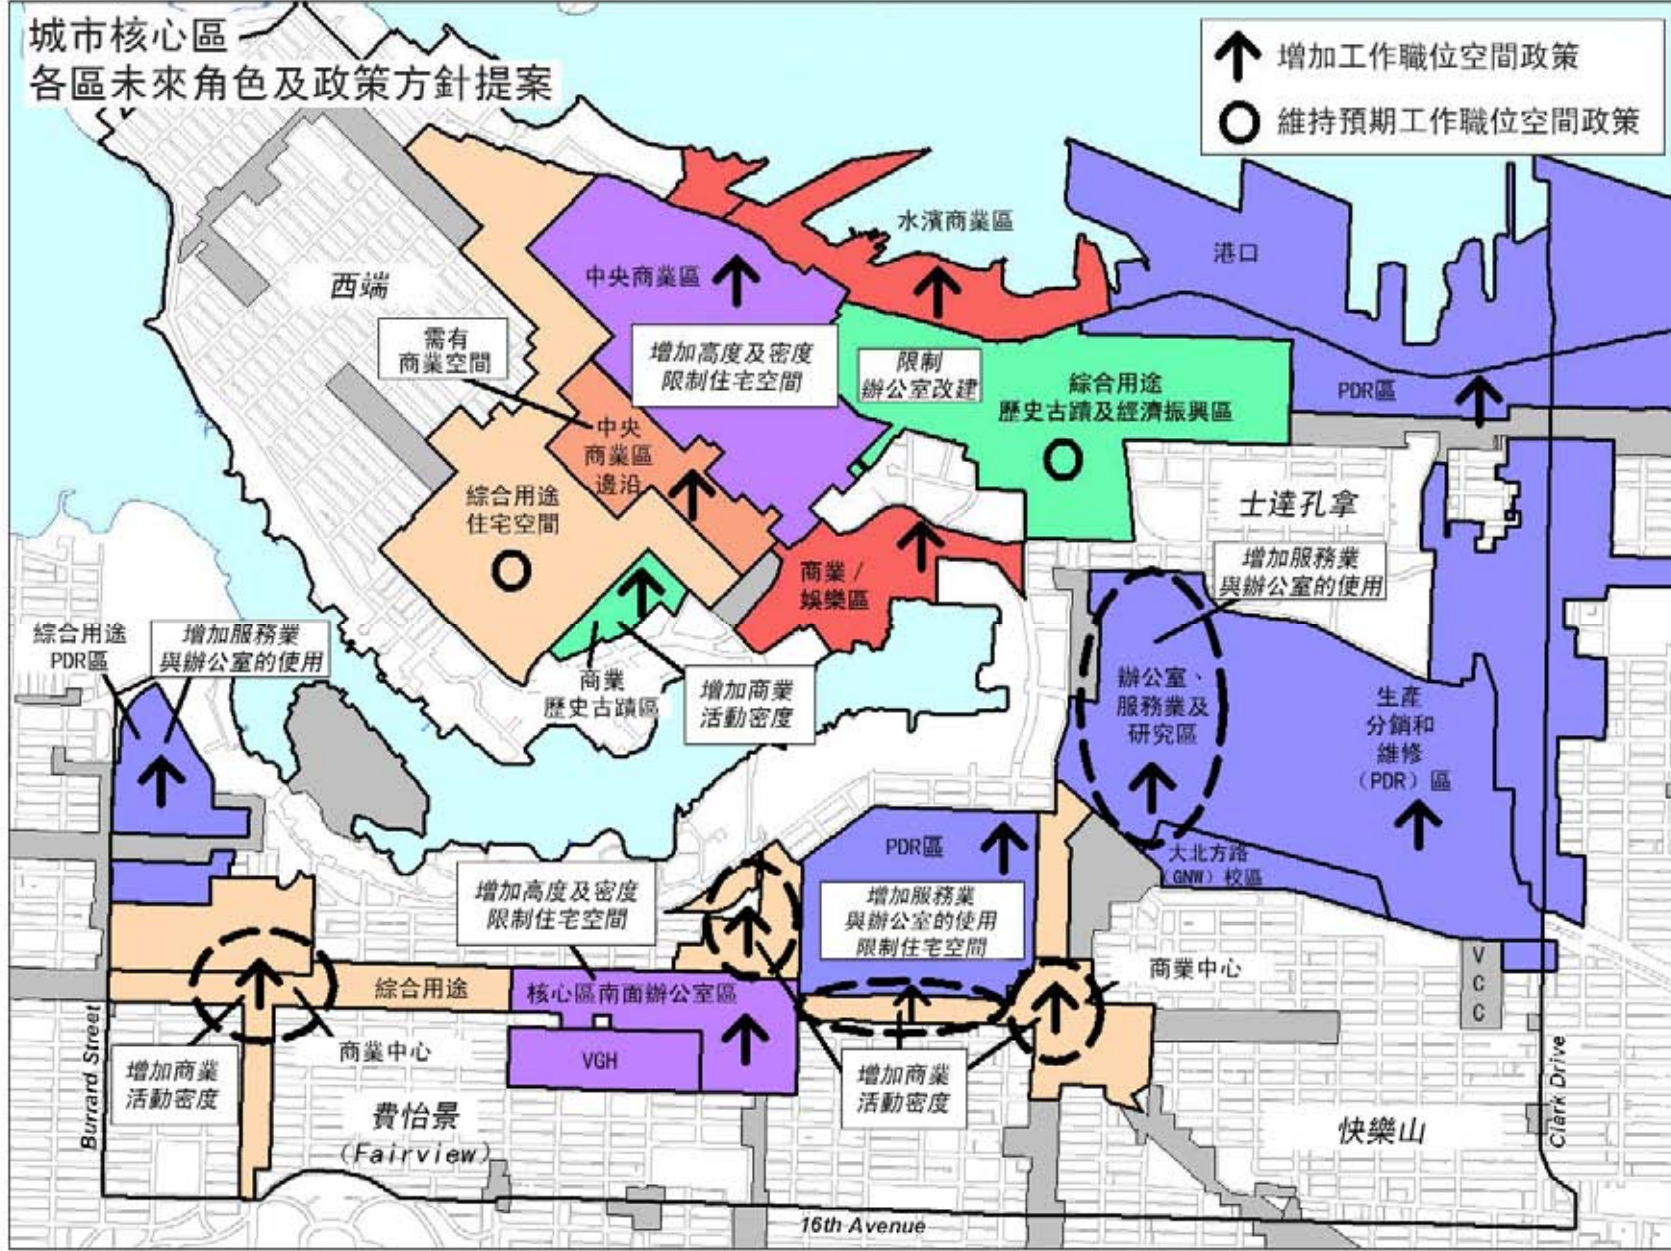 城市核心區
各區未來角色及政策方針提案
增加工作職位空間政策
維持預期工作職位空間政策
水濱商業區
港口
西端
中央商業區
需有
商業空間
增加高度及密度
限制住宅空間
限制
辦公室改建
綜合用途
歷史古蹟及經濟振興區
PDR區
中央
商業區
邊沿
綜合用途
住宅空間
士達孔拿
增加服務業
與辦公室的使用
商業/
娛樂區
綜合用途
PDR區
增加服務業
與辦公室的使用
商業
歷史古蹟區
增加商業
活動密度
辦公室、
服務業及
研究區
生產
分銷和
維修
(PDR)區
大北方路
(GNW)校區
PDR區
增加高度及密度
限制住宅空間
增加服務業
與辦公室的使用
限制住宅空間
商業中心
V
C
C
綜合用途
核心區南面辦公室區
VGH
商業中心
增加商業
活動密度
增加商業
活動密度
費怡景
(Fairview)
快樂山
Burrard Street
Clark Drive
16th Avenue